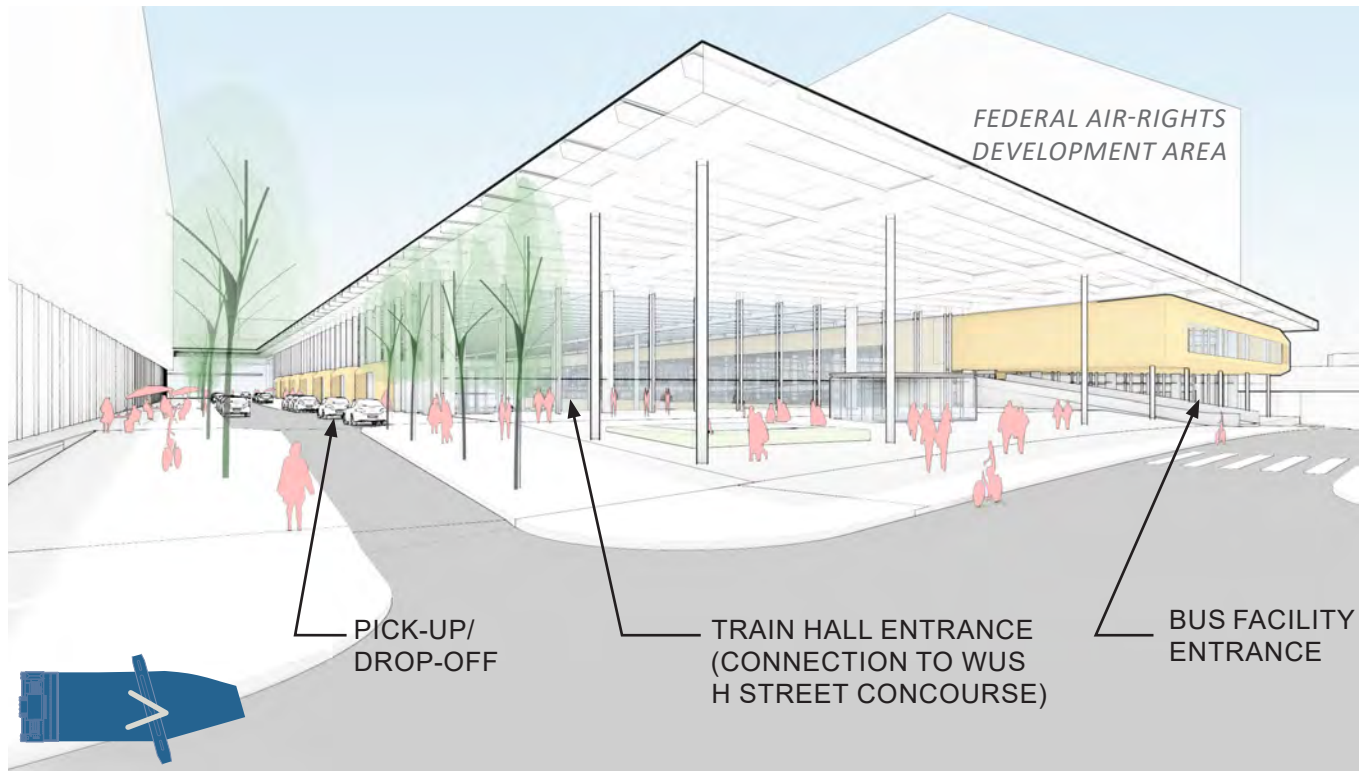 FEDERAL AIR-RIGHTS
DEVELOPMENT AREA
PICK-UP/
DROP-OFF
TRAIN HALL ENTRANCE
(CONNECTION TO WUS
H STREET CONCOURSE)
BUS FACILITY
ENTRANCE